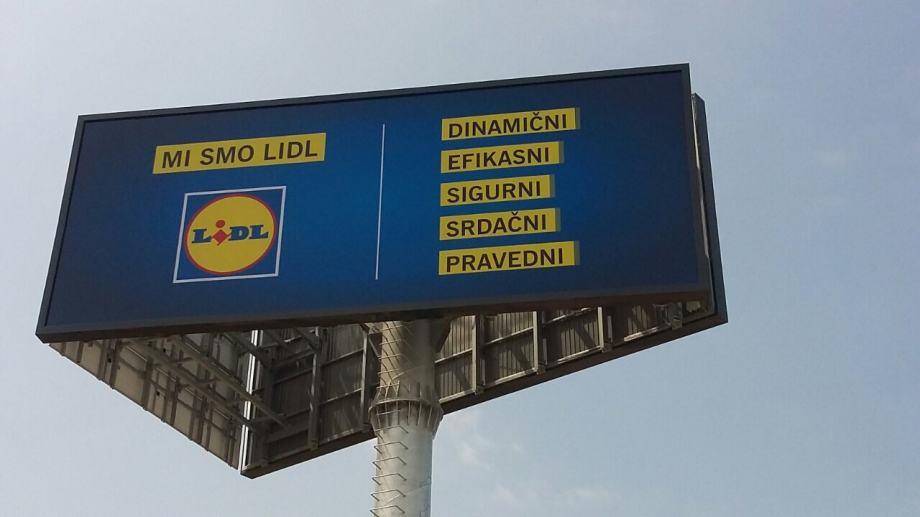 MI SMO LIDL
LIDL
DINAMIČNI
EFIKASNI
SIGURNI
SRDAČNI
PRAVEDNI